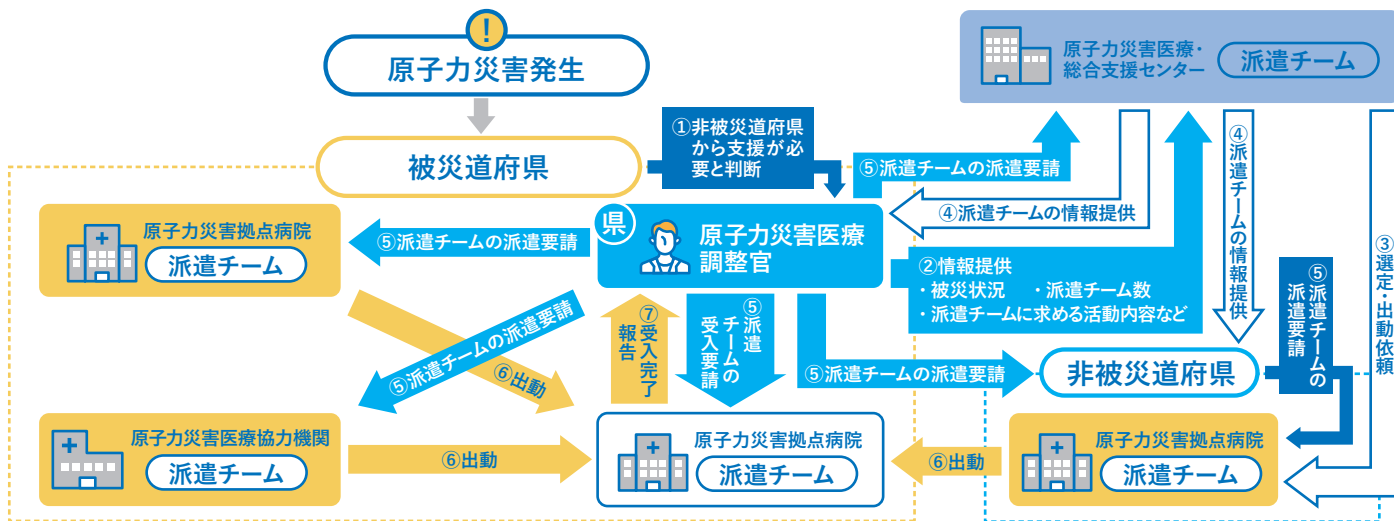 !
原子力災害発生
原子力災害医療・
総合支援センター
派遣チーム
①非被災道府県
から支援が必
要と判断
被災道府県
⑤派遣チームの派遣要請
④派遣チームの情報提供
④派遣チームの情報提供
③選定・出動依頼
県
原子力災害医療
調整官
原子力災害拠点病院
派遣チーム
⑤派遣チームの派遣要請
②情報提供
・被災状況 ・派遣チーム数
・派遣チームに求める活動内容など
⑤派遣チームの
派遣要請
⑤派遣チームの派遣要請
⑥出動
⑦受入完了
報告
⑤派遣
チームの
受入要請
⑤派遣チームの派遣要請
非被災道府県
原子力災害医療協力機関
派遣チーム
⑥出動
原子力災害拠点病院
派遣チーム
⑥出動
原子力災害拠点病院
派遣チーム